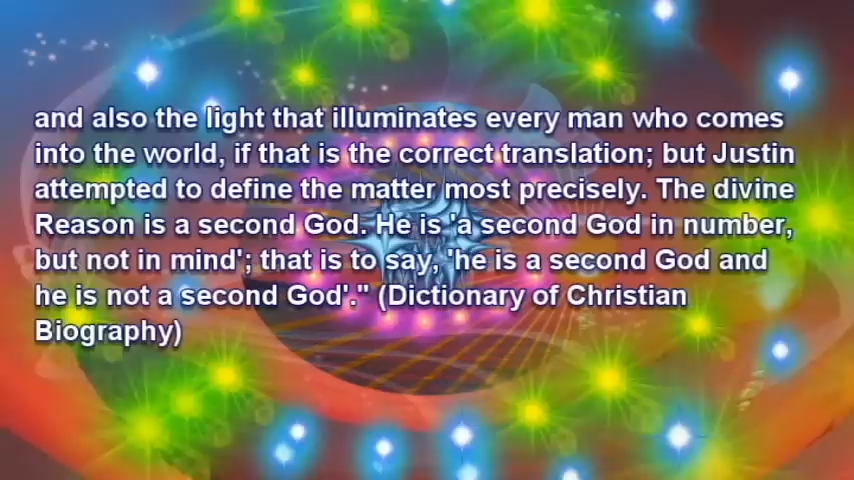 and also the light that illuminates every man who comes
into the world, if that is the correct translation; but Justin
attempted to define the matter most precisely. The divine
Reason is a second God. He is 'a second God in number,
but not in mind'; that is to say, 'he is a second God and
he is not a second God'." (Dictionary of Christian
Biography)